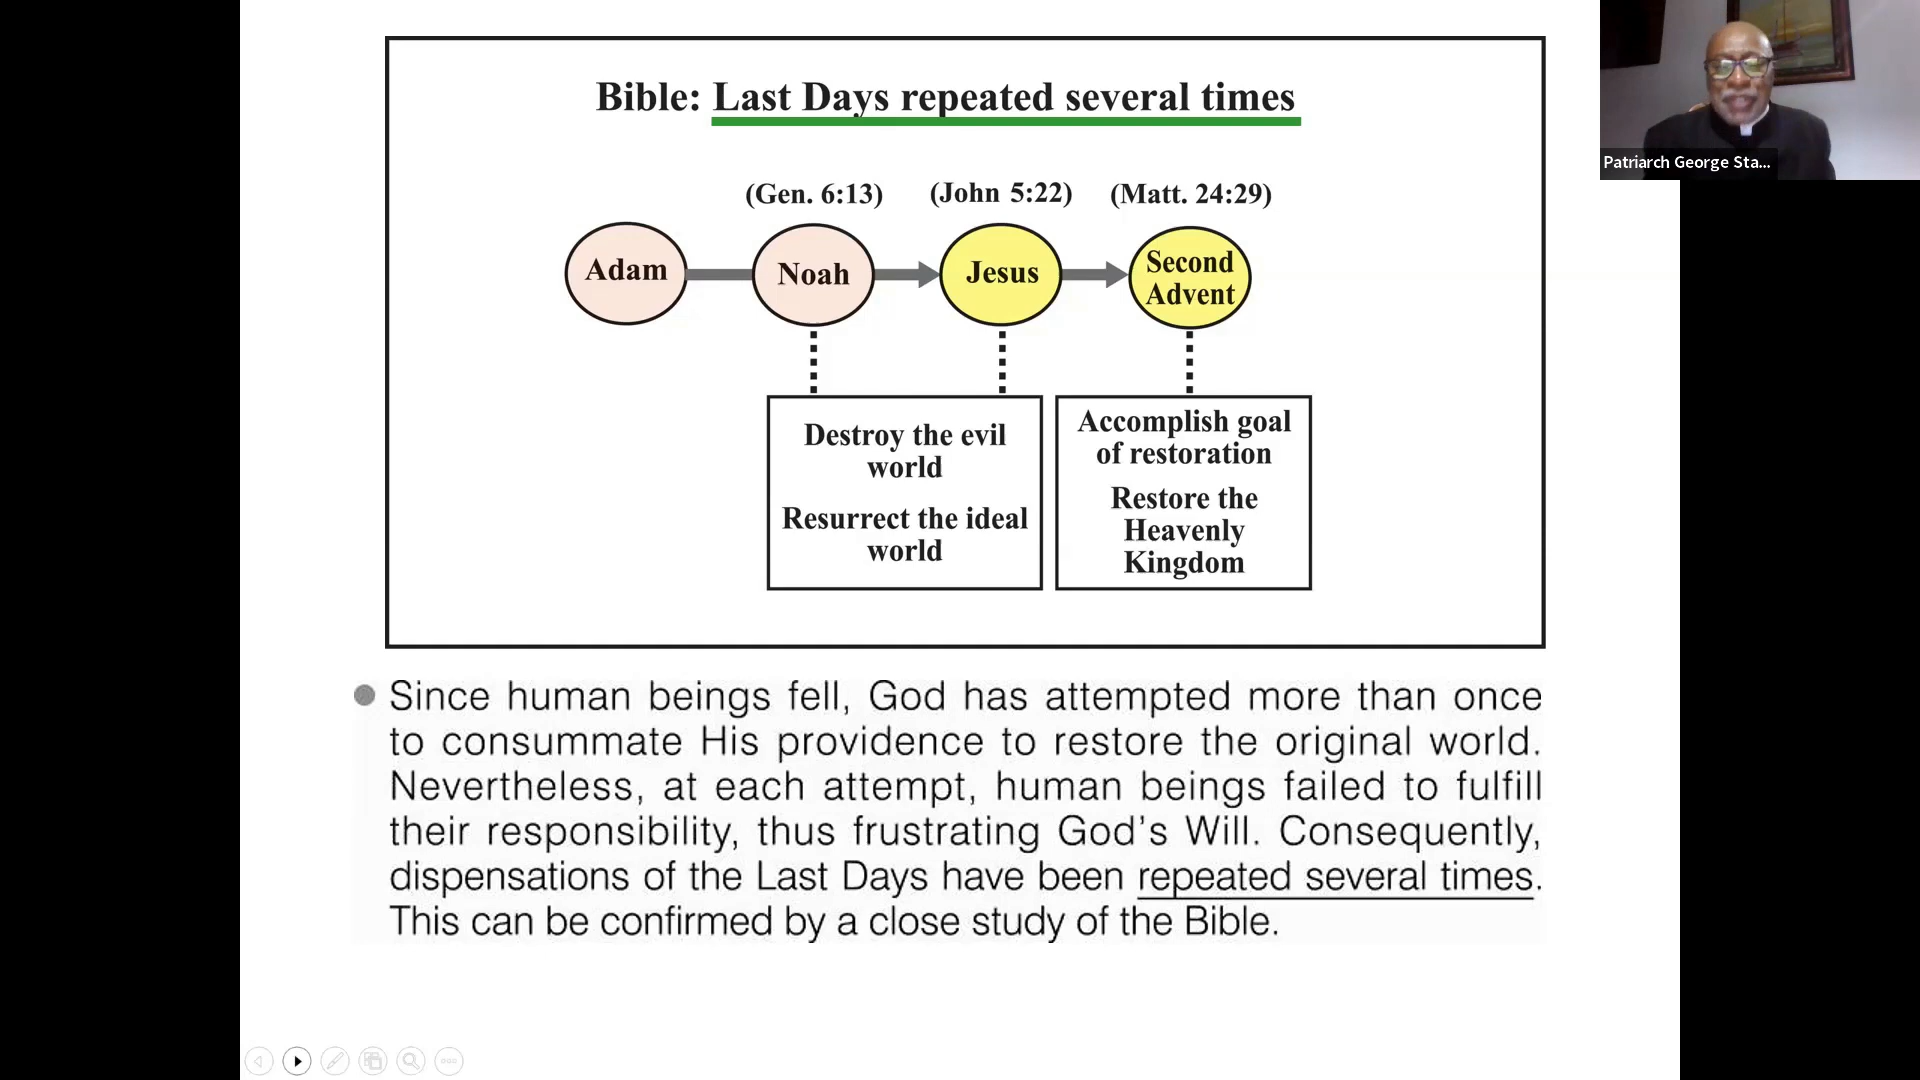 Bible: Last Days repeated several times
Patriarch George Sta...
(Gen. 6:13) (John 5:22) (Matt. 24:29)
Adam
Noah
Jesus
Second
Advent
Destroy the evil
world
Resurrect the ideal
world
Accomplish goal
of restoration
Restore the
Heavenly
Kingdom
Since human beings fell, God has attempted more than once
to consummate His providence to restore the original world.
Nevertheless, at each attempt, human beings failed to fulfill
their responsibility, thus frustrating God's Will. Consequently,
dispensations of the Last Days have been repeated several times.
This can be confirmed by a close study of the Bible.